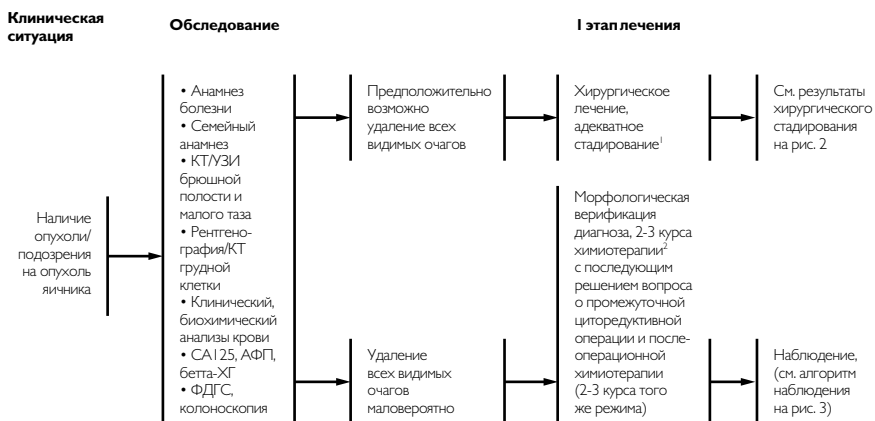 Клиническая
ситуация
Обследование
I этап лечения
Наличие
опухоли/
подозрения
на опухоль
яичника
• Анамнез
болезни
• Семейный
анамнез
• КТ/УЗИ
брюшной
полости и
малого таза
• Рентгено-
графия/КТ
грудной
клетки
• Клинический,
биохимический
анализы крови
• СА125, АФП,
бетта-ХГ
• ФДГС,
колоноскопия
Предположительно
возможно
удаление всех
видимых очагов
Хирургическое
лечение,
адекватное
стадирование¹
См. результаты
хирургического
стадирования
на рис. 2
Удаление
всех видимых
очагов
маловероятно
Морфологическая
верификация
диагноза, 2-3 курса
химиотерапии²
с последующим
решением вопроса
о промежуточной
циторедуктивной
операции и после-
операционной
химиотерапии
(2-3 курса того
же режима)
Наблюдение,
(см. алгоритм
наблюдения
на рис. 3)